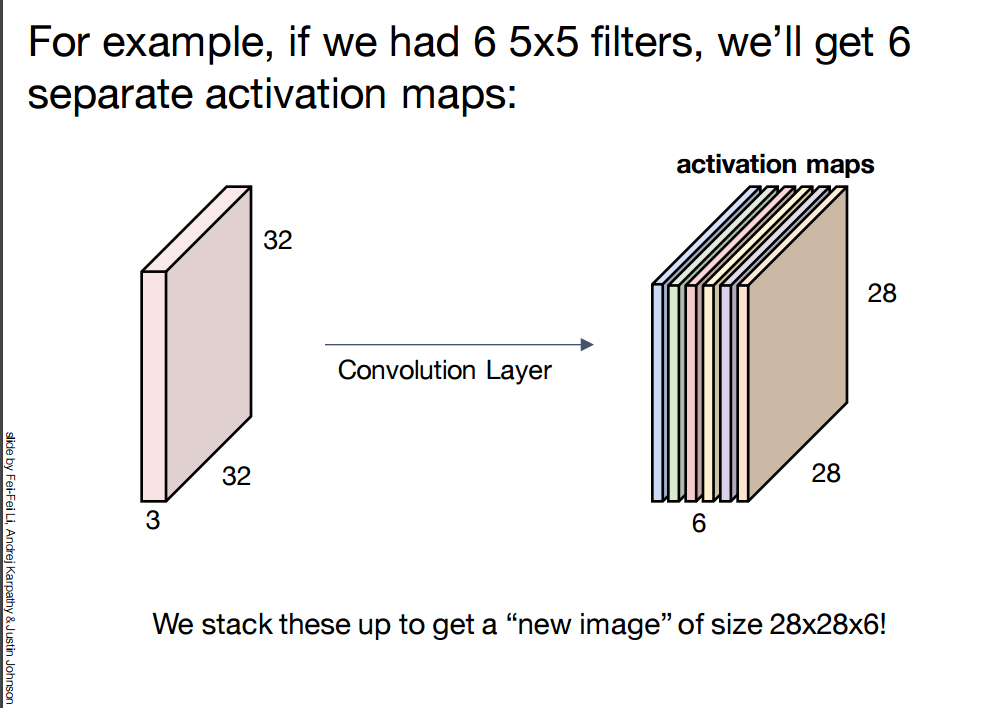 For example, if we had 6 5x5 filters, we’ll get 6
separate activation maps:
activation maps
32
28
Convolution Layer
32
28
3
6
We stack these up to get a “new image” of size 28x28x6!
slide by Fei-Fei Li, Andrej Karpathy & Justin Johnson